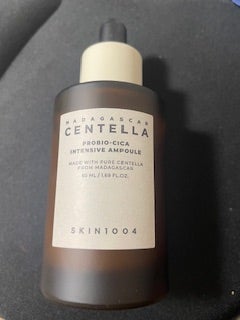 MADAGASCAR
CENTELLA
PROBIO-CICA
INTENSIVE AMPOULE
MADE WITH PURE CENTELLA
FROM MADAGASCAR
50 ML / 1.69 FL.OZ.
SKIN1004